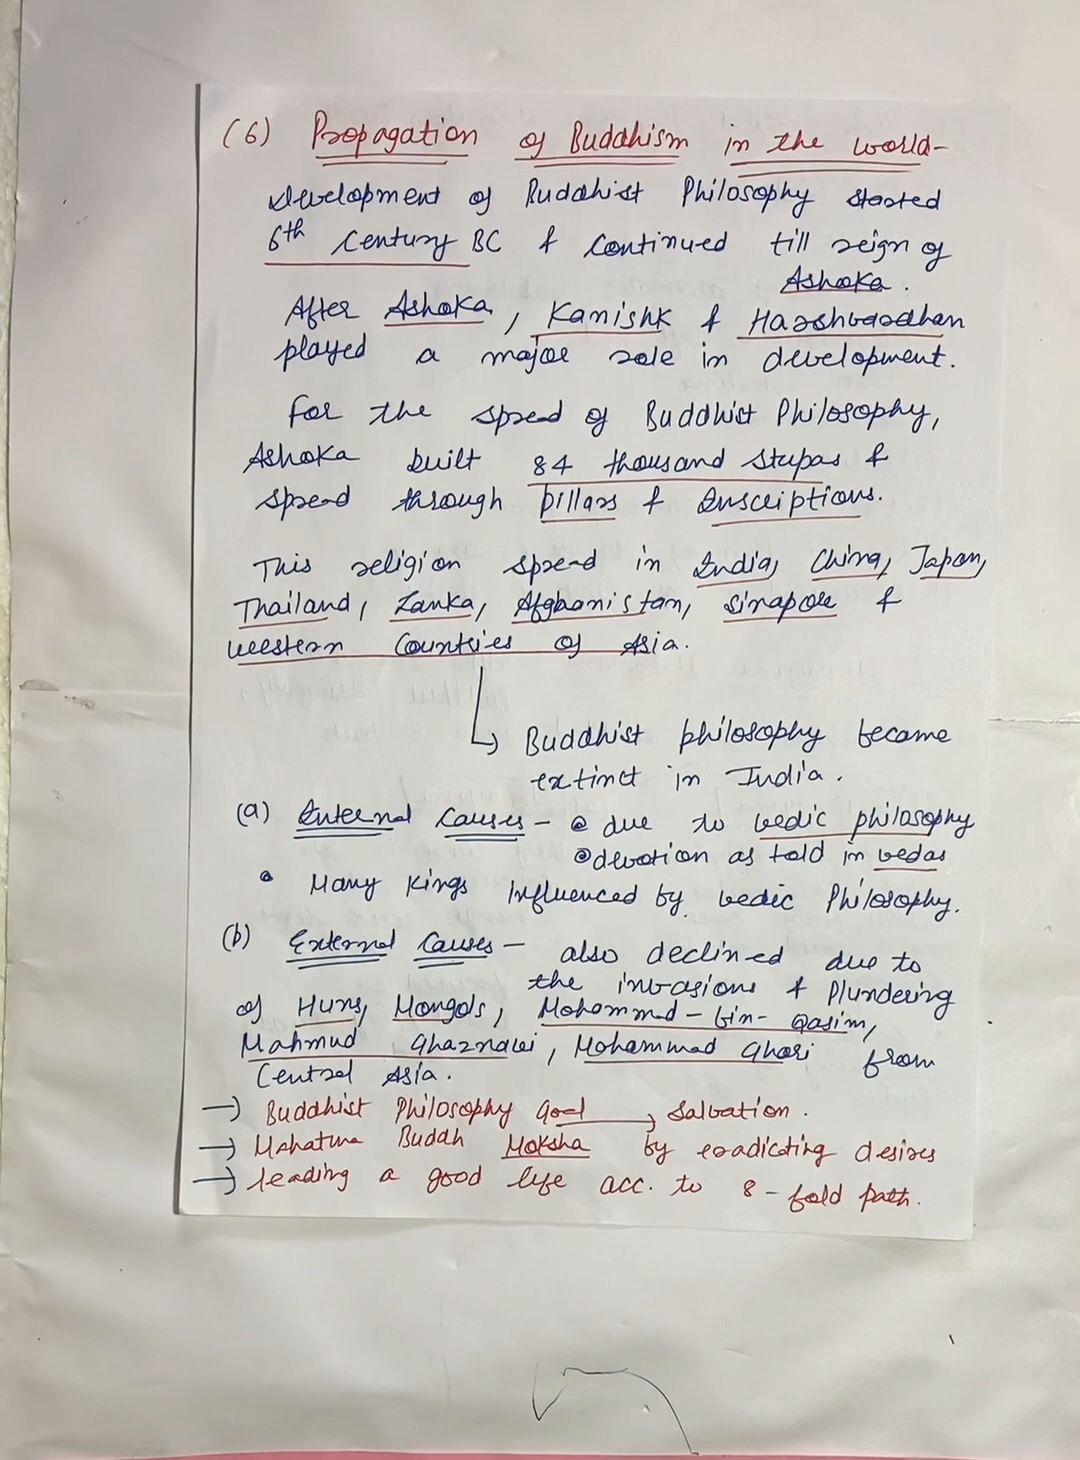 (6) Propagation of Buddhism in the world-
development of Buddhist Philosophy started
6th Century BC & continued till reign of
Ashoka.
After Ashoka, Kanishk & Harshvardhan
played a major role in development.
For the spread of Buddhist Philosophy,
Ashoka built 84 thousand stupas &
spread through pillars & Inscriptions.
This religion spread in India, China, Japan,
Thailand, Lanka, Afghanistan, Sinapore &
western Countries of Asia.
↳ Buddhist philosophy became
extinct in India.
(a) Internal Causes - due to vedic philosophy
devotion as told in vedas
• Many Kings Influenced by vedic Philosophy.
(b) External Causes - also declined due to
the invasions & Plundering
of Huns, Mongols, Mohommad-bin-Qasim,
Mahmud Ghaznavi, Mohammad Ghori from
Central Asia.
→ Buddhist Philosophy Goal → Salvation.
→ Mahatma Buddh Moksha by eradicating desires
→ leading a good life acc. to 8-fold path.